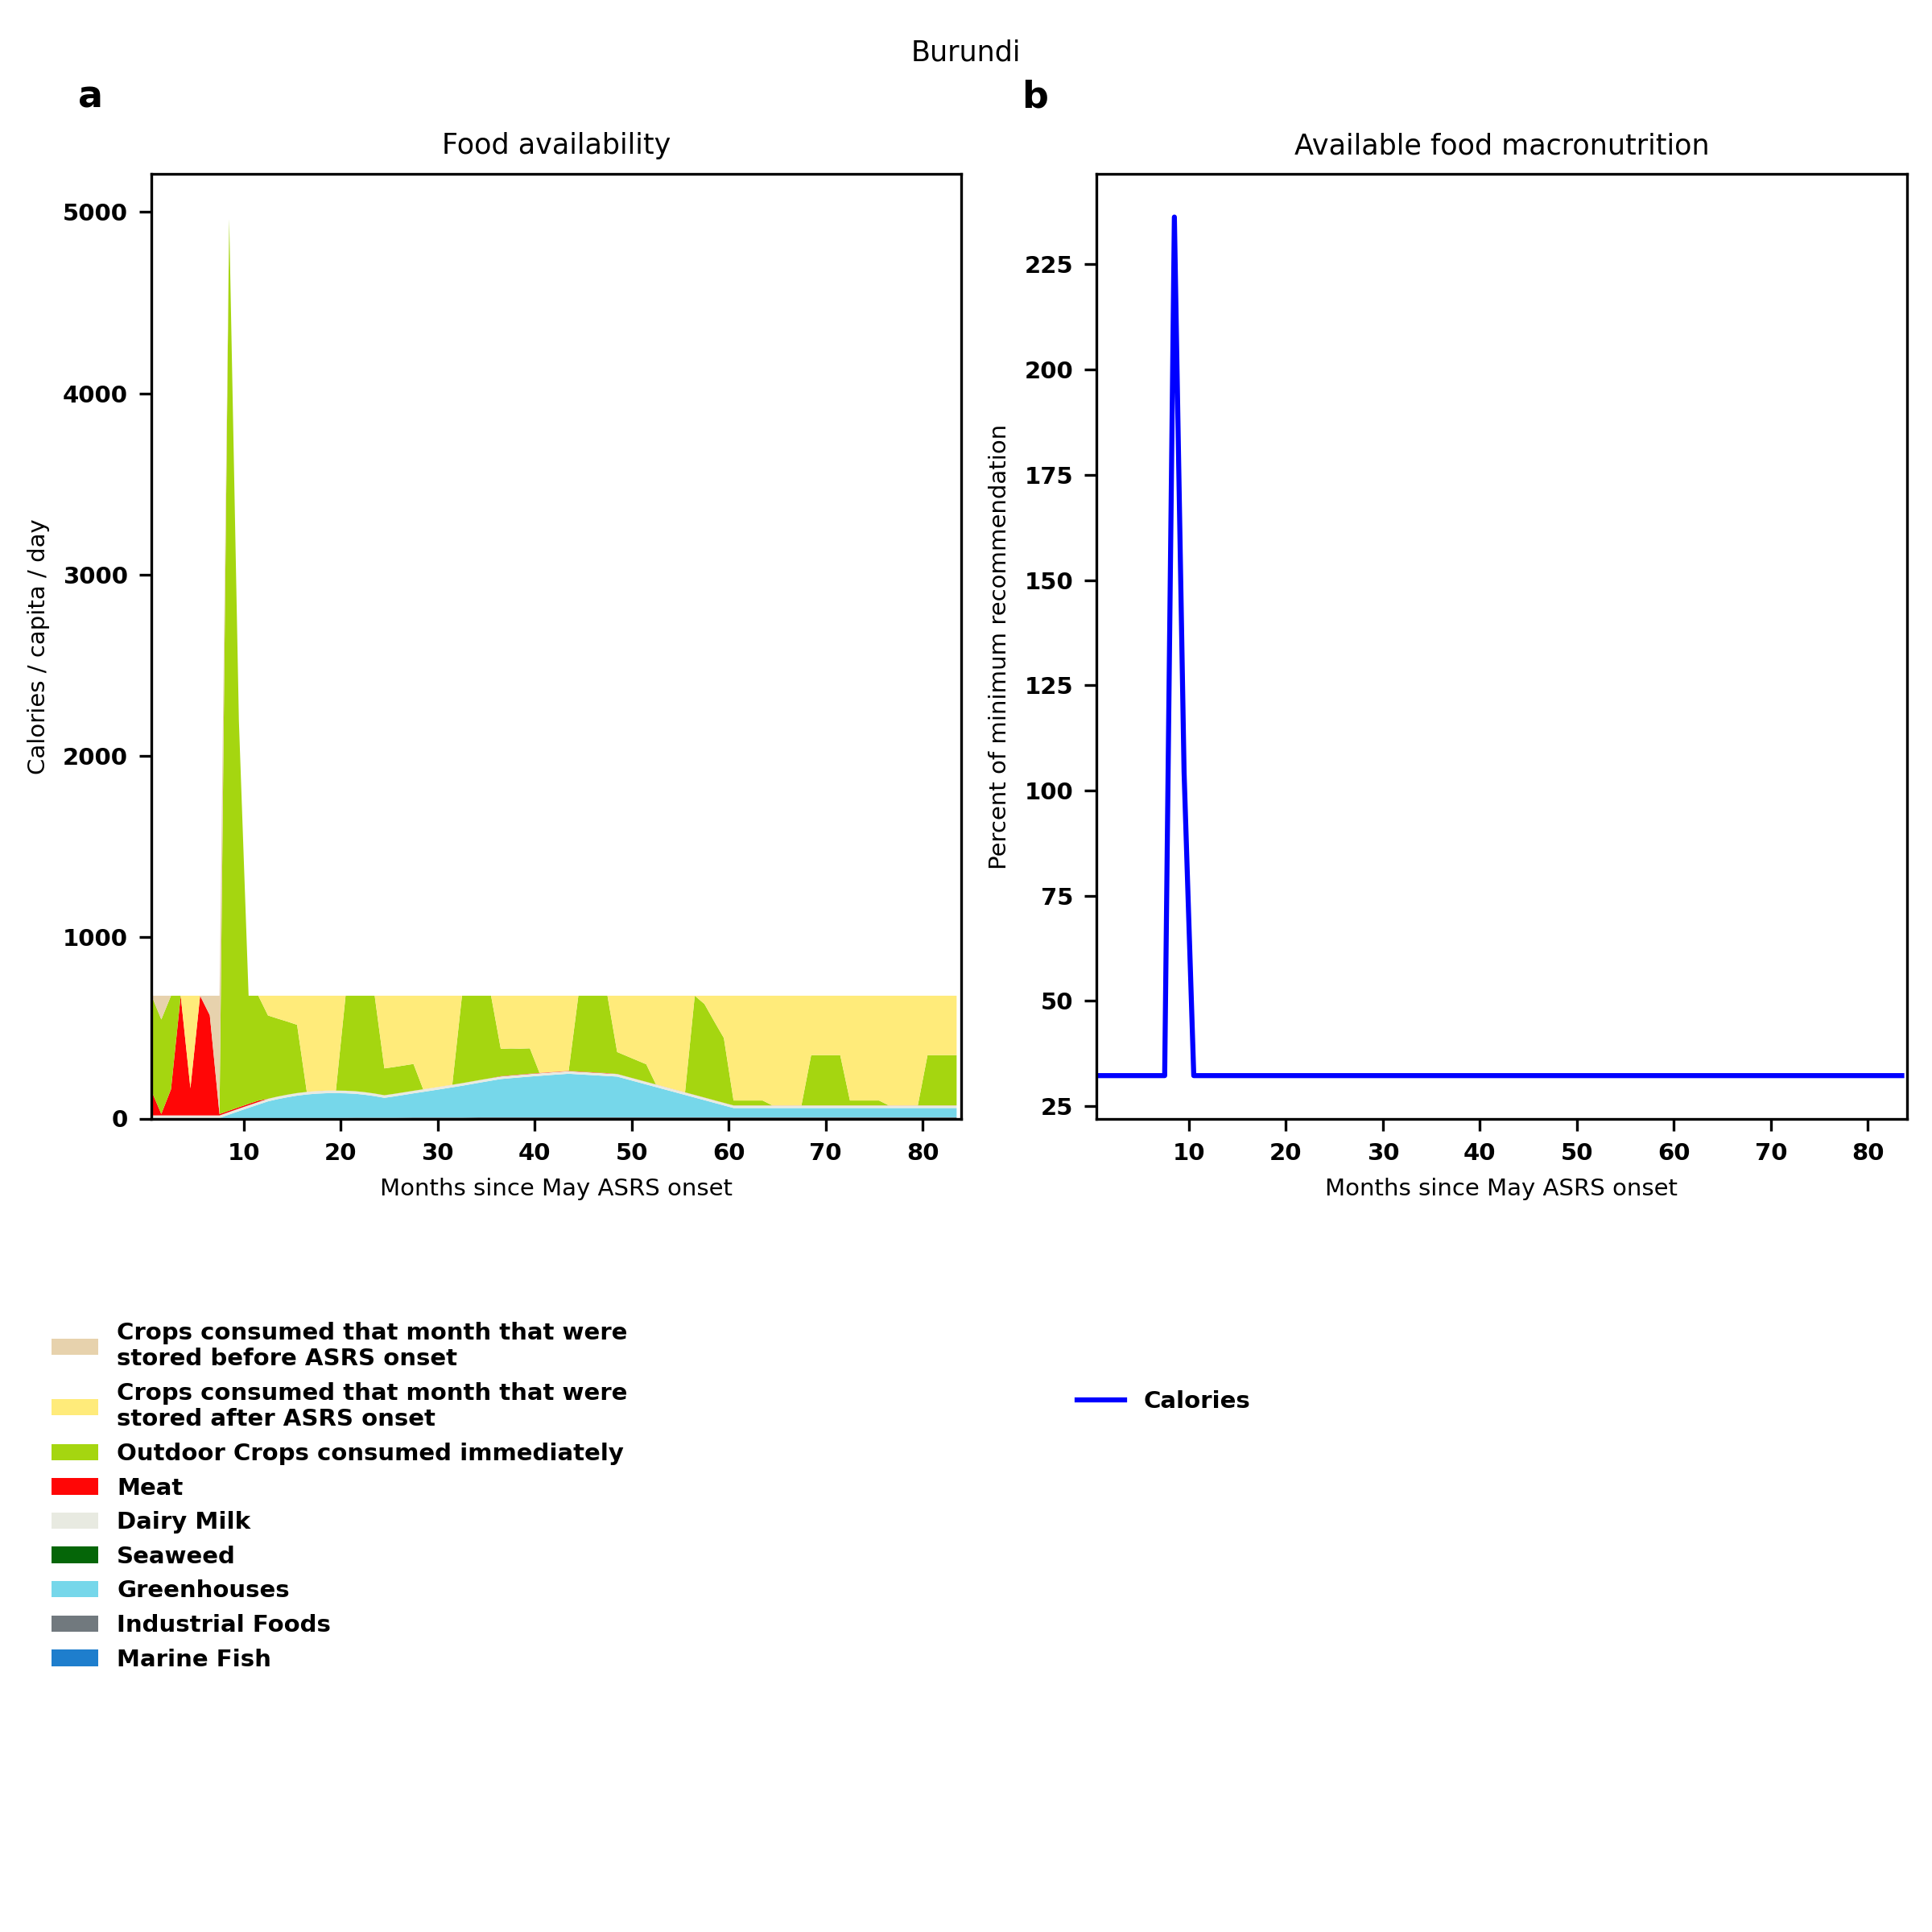 Burundi
a
Food availability
5000
4000
3000
2000
1000
0
Calories / capita / day
10 20 30 40 50 60 70 80
Months since May ASRS onset
b
Available food macronutrition
225
200
175
150
125
100
75
50
25
Percent of minimum recommendation
10 20 30 40 50 60 70 80
Months since May ASRS onset
Crops consumed that month that were
stored before ASRS onset
Crops consumed that month that were
stored after ASRS onset
Outdoor Crops consumed immediately
Meat
Dairy Milk
Seaweed
Greenhouses
Industrial Foods
Marine Fish
Calories